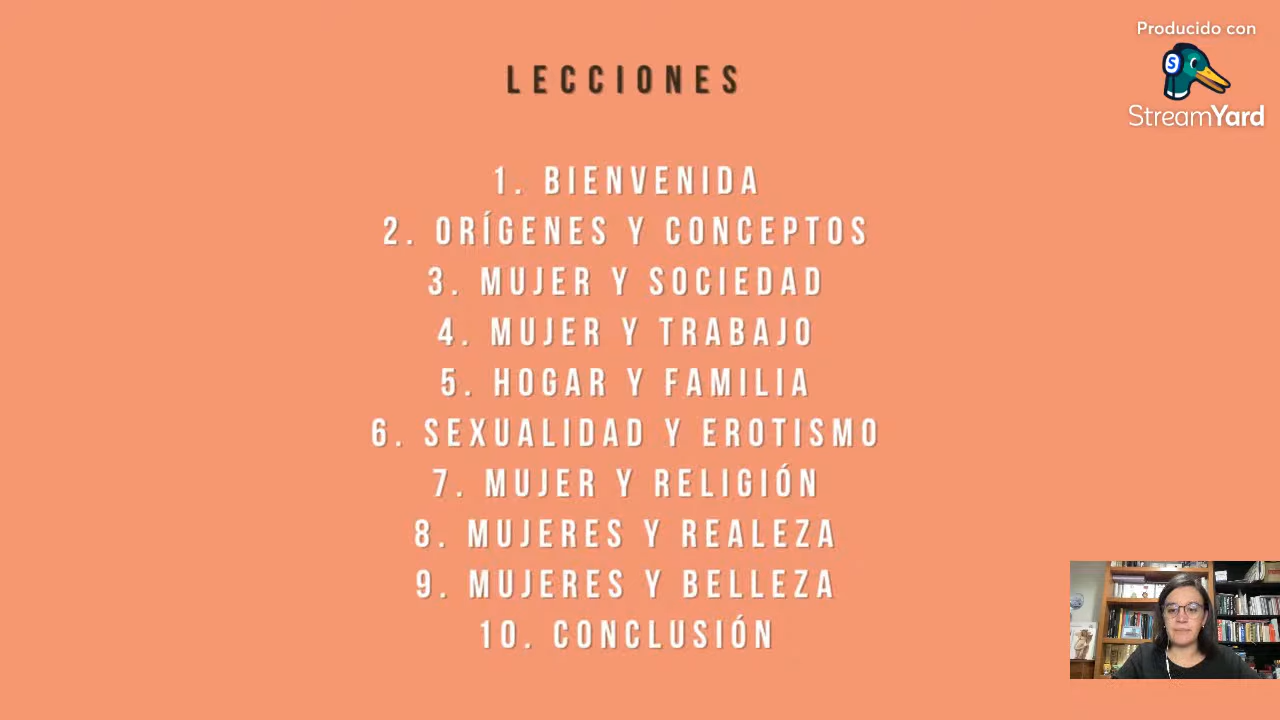 Producido con
StreamYard
LECCIONES
1. BIENVENIDA
2. ORÍGENES Y CONCEPTOS
3. MUJER Y SOCIEDAD
4. MUJER Y TRABAJO
5. HOGAR Y FAMILIA
6. SEXUALIDAD Y EROTISMO
7. MUJER Y RELIGIÓN
8. MUJERES Y REALEZA
9. MUJERES Y BELLEZA
10. CONCLUSIÓN